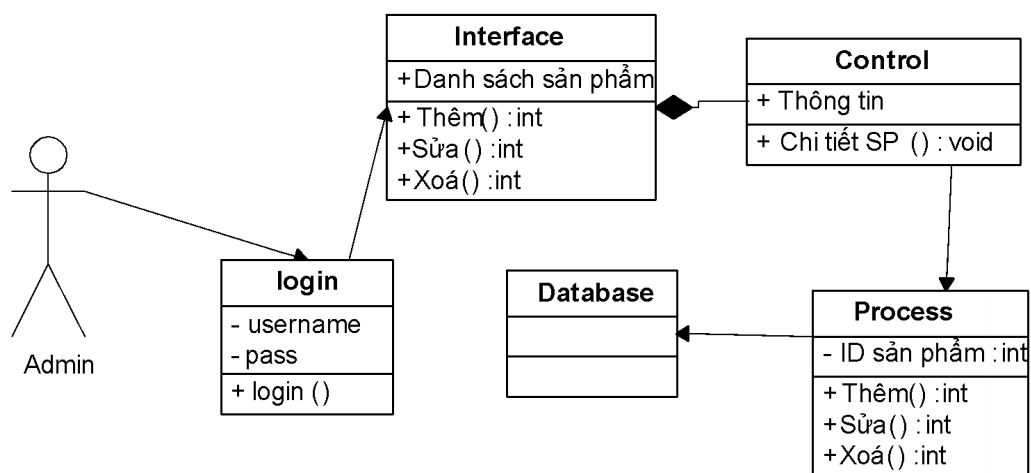 Interface
+Danh sách sản phẩm
+ Thêm() :int
+Sửa() :int
+Xoá() :int
Control
+ Thông tin
+ Chi tiết SP () : void
Admin
login
- username
- pass
+ login ()
Database
Process
- ID sản phẩm :int
+Thêm() :int
+Sửa() :int
+Xoá() :int